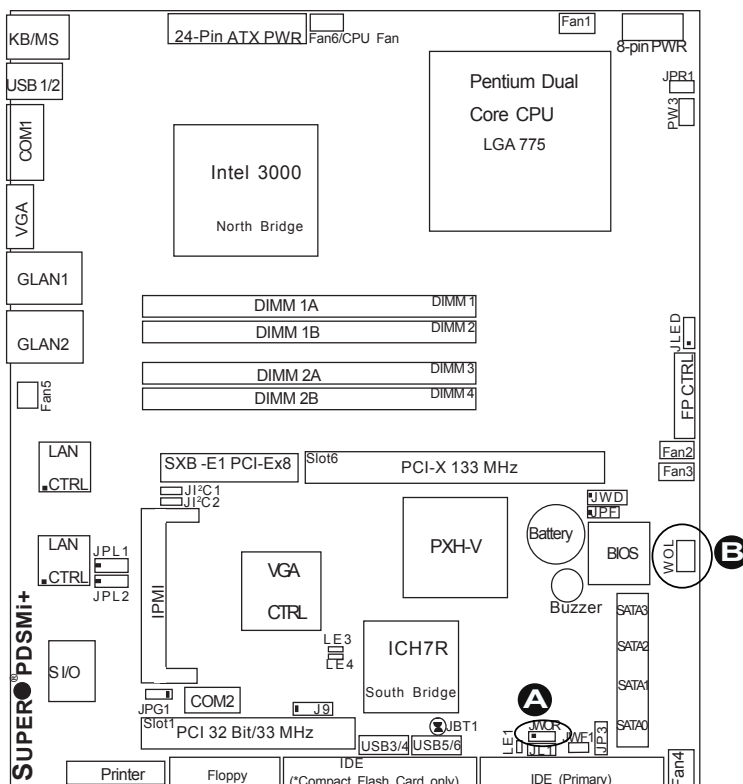 KB/MS
24-Pin ATX PWR
Fan6/CPU Fan
Fan1
8-pin PWR
USB 1/2
JPR1
PW3
COM1
Pentium Dual
Core CPU
LGA 775
Intel 3000
North Bridge
VGA
GLAN1
GLAN2
DIMM 1A DIMM 1
DIMM 1B DIMM 2
DIMM 2A DIMM 3
DIMM 2B DIMM 4
JLED
FP CTRL
Fan5
Fan2
Fan3
LAN
CTRL
SXB -E1 PCI-Ex8
Slot6
PCI-X 133 MHz
JI²C1
JI²C2
JWD
JPF
LAN
CTRL
JPL1
JPL2
IPMI
VGA
CTRL
PXH-V
Battery
BIOS
WOL
B
Buzzer
SUPER®PDSMi+
S I/O
LE3
LE4
ICH7R
South Bridge
SATA3
SATA2
SATA1
SATA0
A
JPG1
COM2
J9
Slot1
PCI 32 Bit/33 MHz
JBT1
USB3/4
USB5/6
JWOR
LE1
JL1
JWF1
JP3
Fan4
Printer
Floppy
IDE
(*Compact Flash Card only)
IDE (Primary)